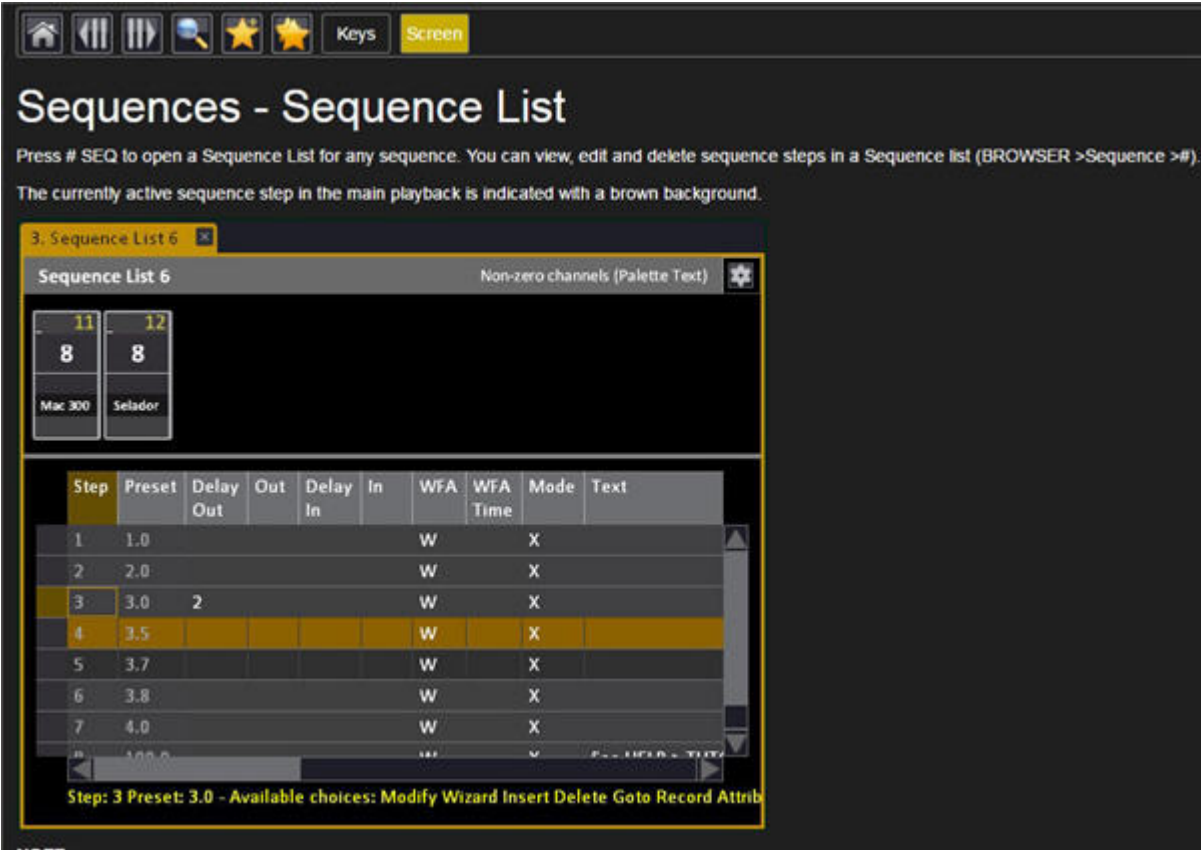 Keys Screen
Sequences - Sequence List
Press # SEQ to open a Sequence List for any sequence. You can view, edit and delete sequence steps in a Sequence list (BROWSER >Sequence >#).
The currently active sequence step in the main playback is indicated with a brown background.
3. Sequence List 6
Sequence List 6 Non-zero channels (Palette Text)
11 12
8 8
Mac 300 Selador
Step Preset Delay Out Out Delay In In WFA WFA Time Mode Text
1 1.0 W X
2 2.0 W X
3 3.0 2 W X
4 3.5 W X
5 3.7 W X
6 3.8 W X
7 4.0 W X
Step: 3 Preset: 3.0 - Available choices: Modify Wizard Insert Delete Goto Record Attrib